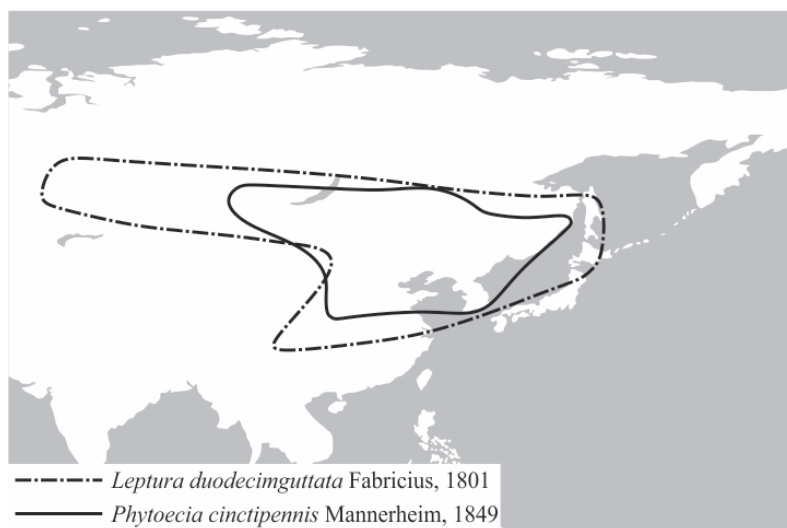 Leptura duodecimguttata Fabricius, 1801
Phytoecia cinctipennis Mannerheim, 1849